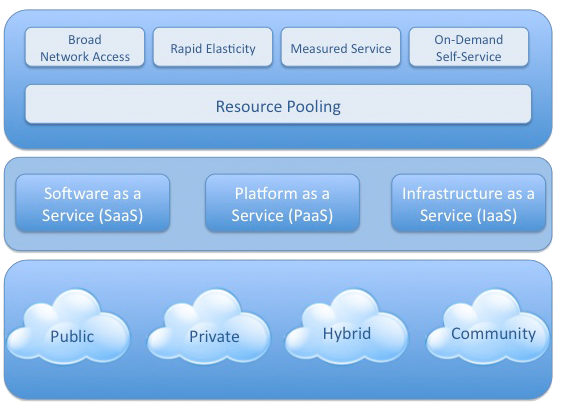 Broad
Network Access
Rapid Elasticity
Measured Service
On-Demand
Self-Service
Resource Pooling
Software as a
Service (SaaS)
Platform as a
Service (PaaS)
Infrastructure as a
Service (IaaS)
Public
Private
Hybrid
Community